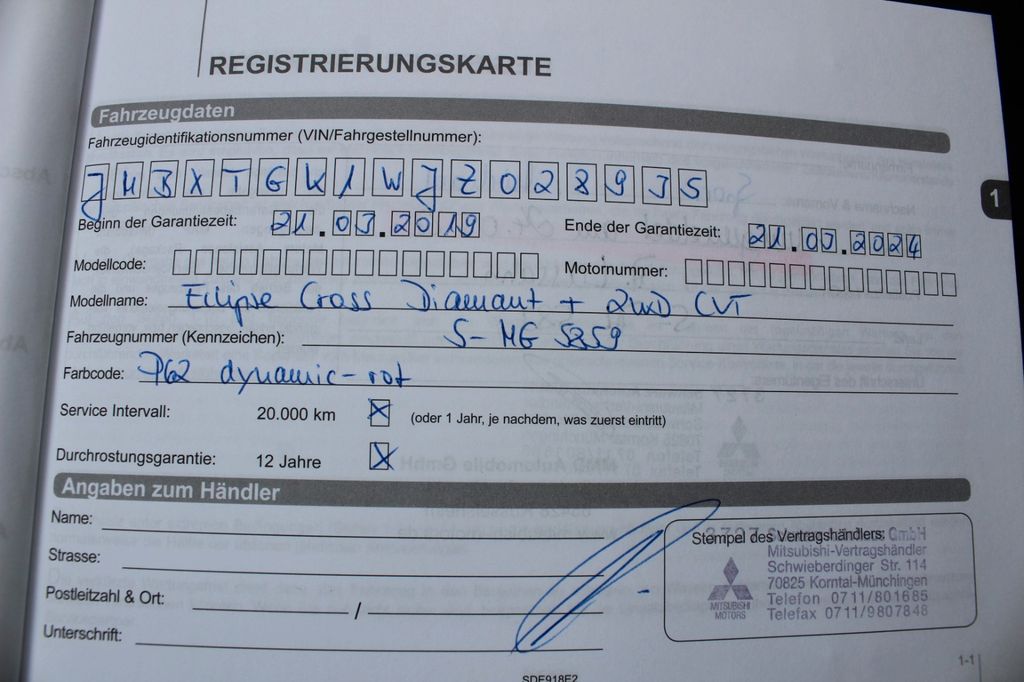 REGISTRIERUNGSKARTE
Fahrzeugdaten
Fahrzeugidentifikationsnummer (VIN/Fahrgestellnummer):
JMBXTGK1WJZ028935
Beginn der Garantiezeit: 21.03.2019 Ende der Garantiezeit: 21.03.2024
Modellcode: Motornummer:
Modellname: Eclipse Cross Diamant + 2WD CVT
Fahrzeugnummer (Kennzeichen): S-MG 5359
Farbcode: P62 dynamic-rot
Service Intervall: 20.000 km X (oder 1 Jahr, je nachdem, was zuerst eintritt)
Durchrostungsgarantie: 12 Jahre X
1
Angaben zum Händler
Name:
Strasse:
Postleitzahl & Ort: /
Unterschrift:
Stempel des Vertragshändlers: GmbH
Mitsubishi-Vertragshändler
Schwieberdinger Str. 114
70825 Korntal-Münchingen
Telefon 0711/801685
Telefax 0711/9807848
MITSUBISHI
MOTORS
1-1
SDE918E2